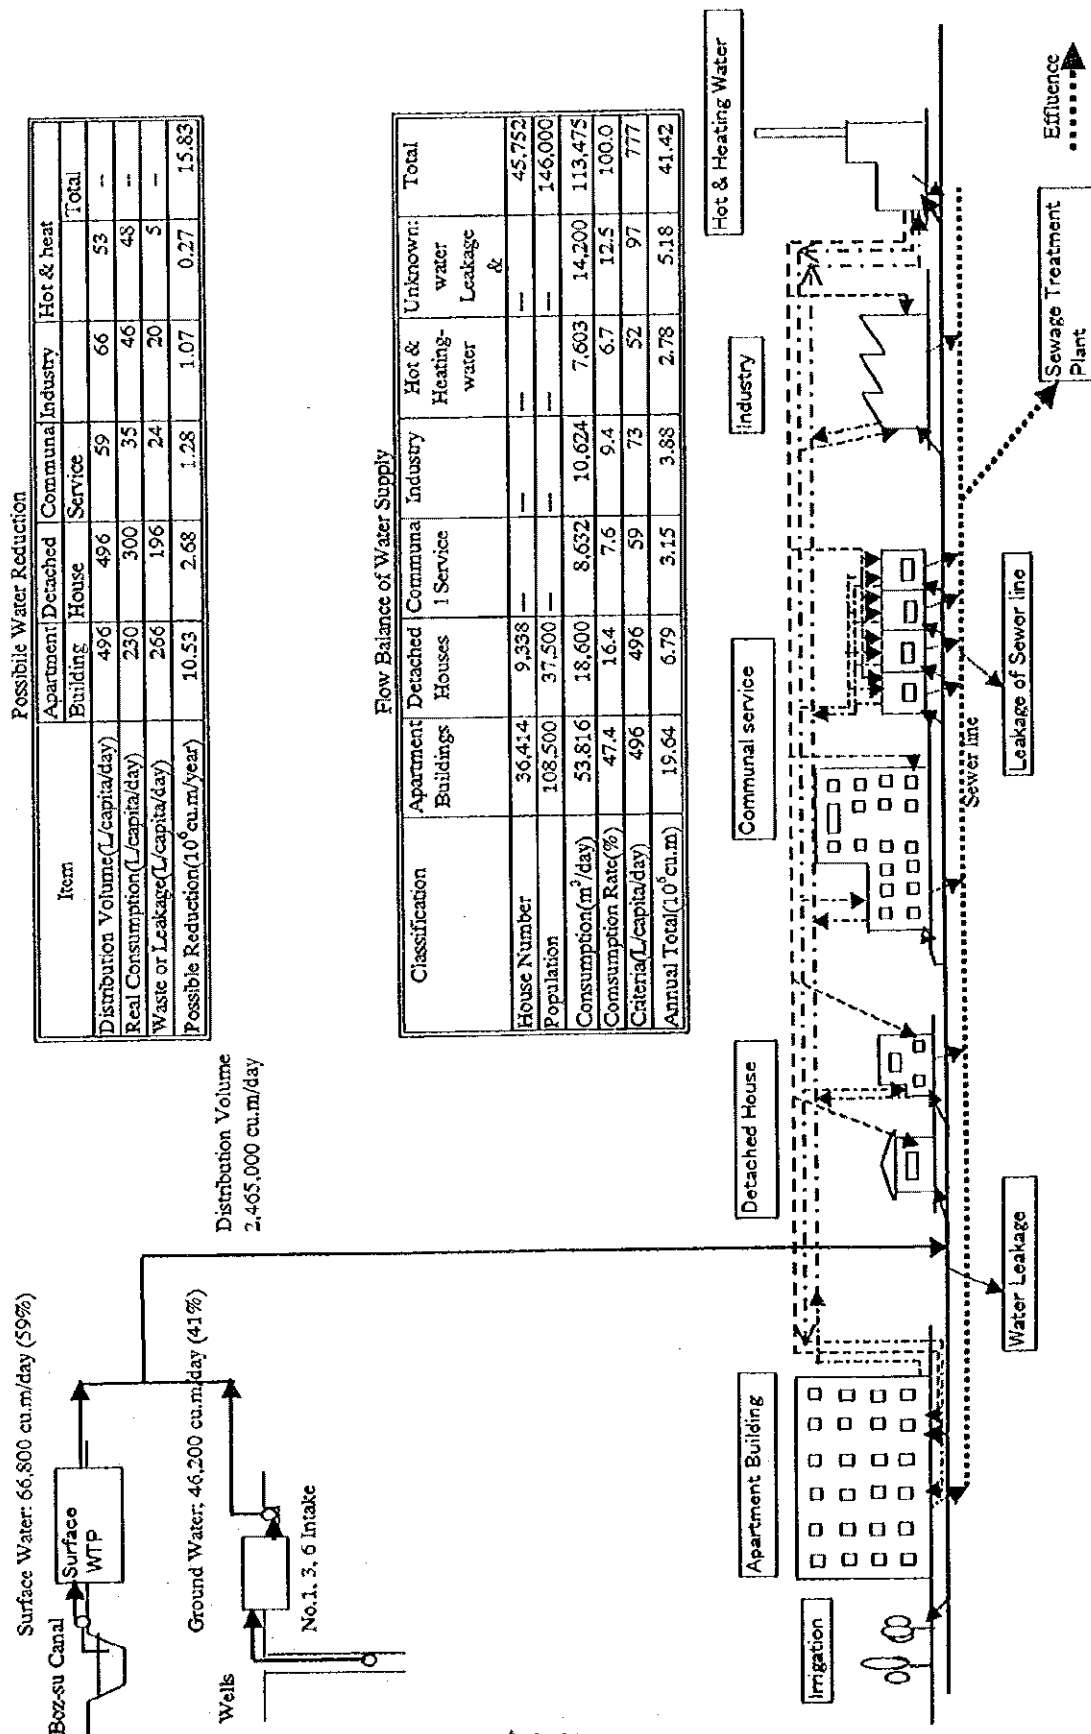 Surface Water: 66,800 cu.m/day (59%)
Boz-su Canal
Surface
WTP
Ground Water; 46,200 cu.m/day (41%)
Wells
No.1, 3, 6 Intake
Distribution Volume
2,465,000 cu.m/day
Possibile Water Reduction
Item | Apartment Building | Detached House | Communal Service | Industry | Hot & heat | Total
Distribution Volume(L/capita/day) | 496 | 496 | 59 | 66 | 53 | --
Real Consumption(L/capita/day) | 230 | 300 | 35 | 46 | 48 | --
Waste or Leakage(L/capita/day) | 266 | 196 | 24 | 20 | 5 | --
Possible Reduction(10⁶cu.m/year) | 10.53 | 2.68 | 1.28 | 1.07 | 0.27 | 15.83
Flow Balance of Water Supply
Classification | Apartment Buildings | Detached Houses | Communa l Service | Industry | Hot & Heating-water | Unknown: water Leakage & | Total
House Number | 36,414 | 9,338 | --- | --- | --- | --- | 45,752
Population | 108,500 | 37,500 | --- | --- | --- | --- | 146,000
Consumption(m³/day) | 53,816 | 18,600 | 8,632 | 10,624 | 7,603 | 14,200 | 113,475
Comsumption Rate(%) | 47.4 | 16.4 | 7.6 | 9.4 | 6.7 | 12.5 | 100.0
Criteria(L/capita/day) | 496 | 496 | 59 | 73 | 52 | 97 | 777
Annual Total(10⁶cu.m) | 19.64 | 6.79 | 3.15 | 3.88 | 2.78 | 5.18 | 41.42
Irrigation
Apartment Building
Detached House
Communal service
Industry
Hot & Heating Water
Water Leakage
Sewer line
Leakage of Sewer line
Sewage Treatment
Plant
Effluence